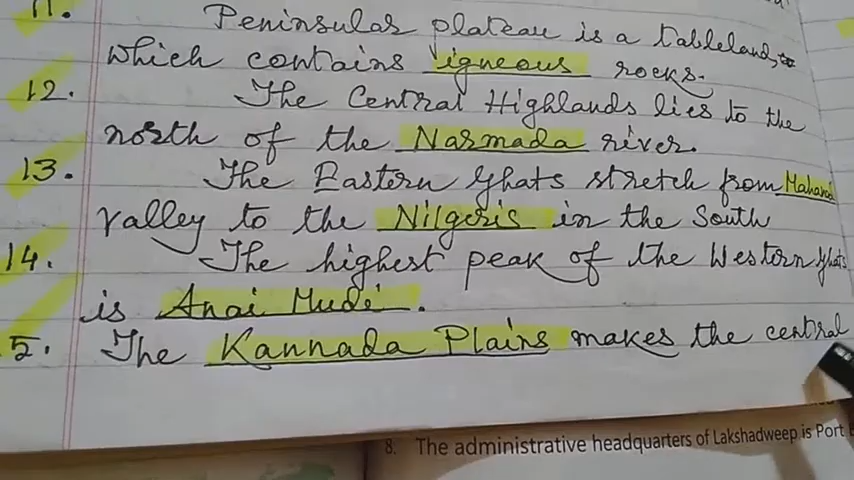 11.
Peninsular plateau is a tableland,
which contains igneous rocks.
12.
The Central Highlands lies to the
north of the Narmada river.
13.
The Eastern Ghats stretch from
valley to the Nilgeris in the South
14.
The highest peak of the Western Ghats
is Anai Mudi.
5.
The Kannada Plains makes the central
8. The administrative headquarters of Lakshadweep is Port